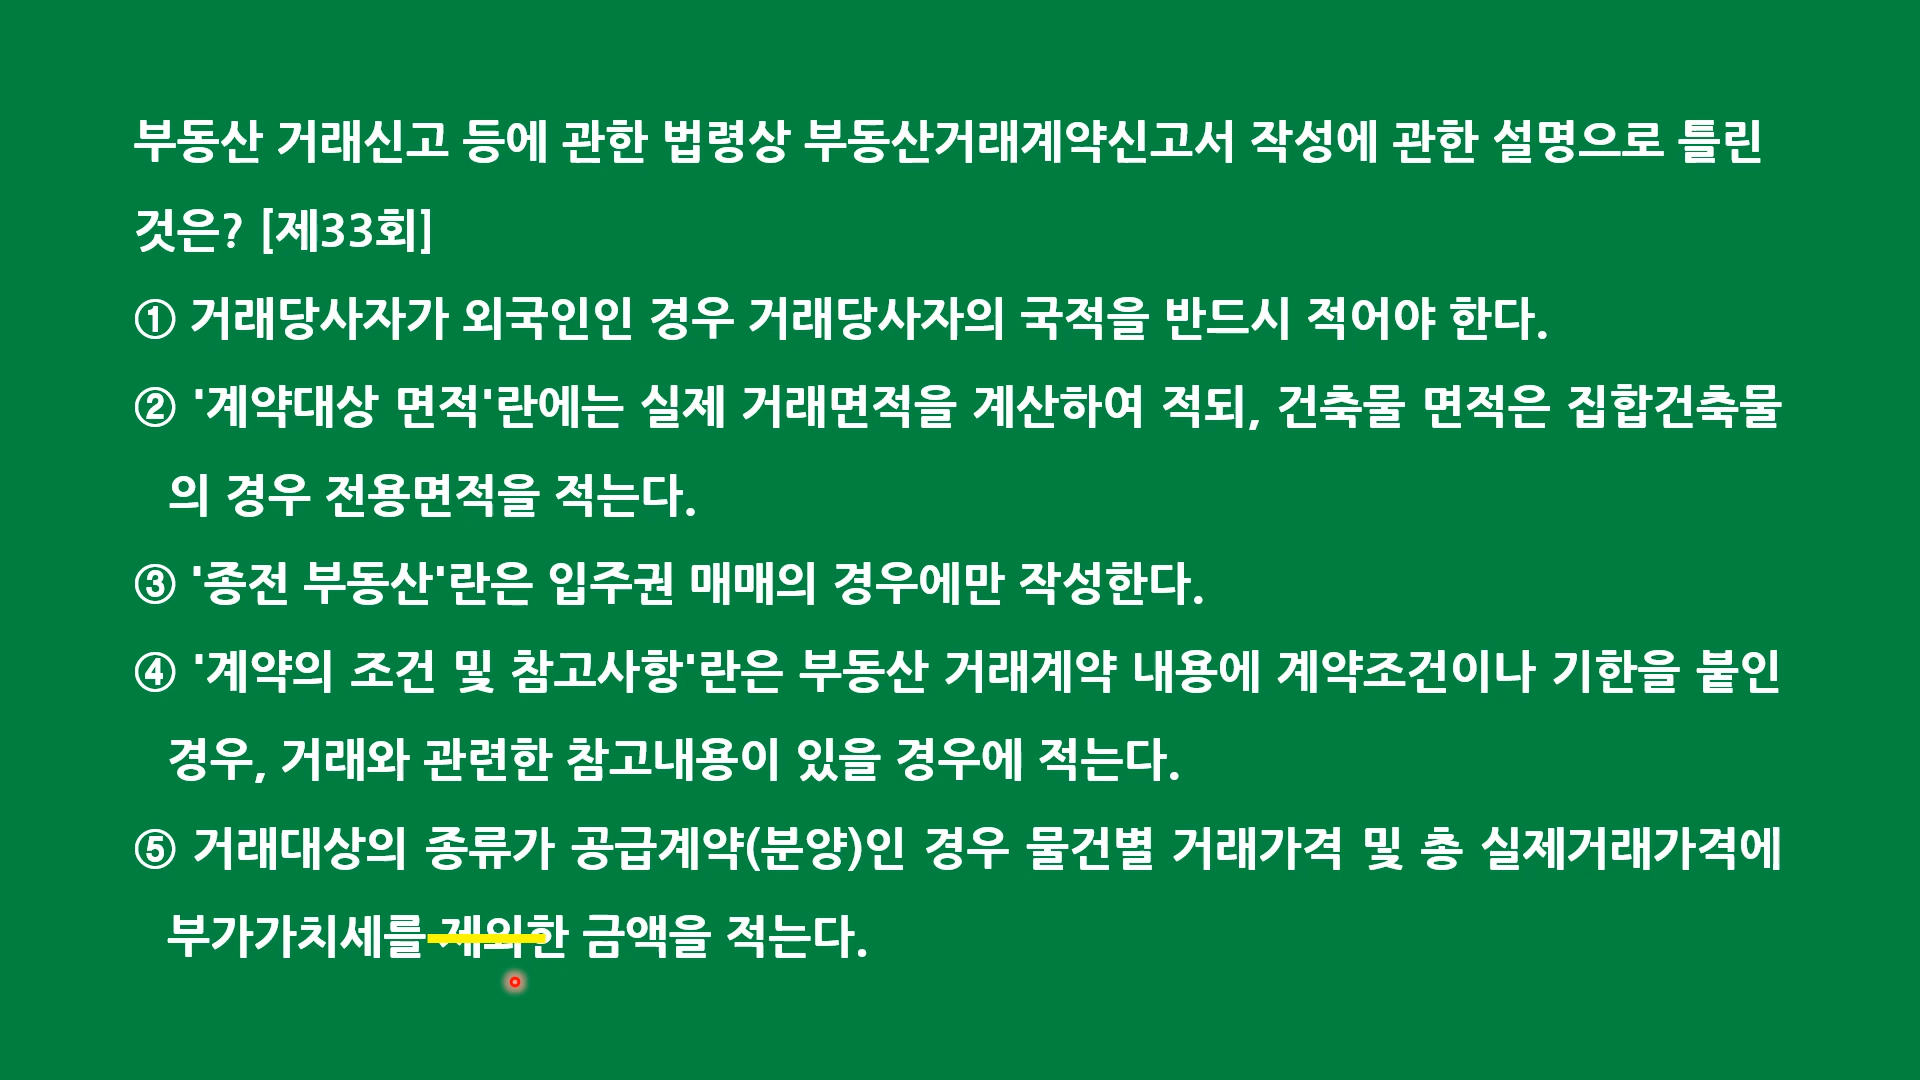 부동산 거래신고 등에 관한 법령상 부동산거래계약신고서 작성에 관한 설명으로 틀린
것은? [제33회]
① 거래당사자가 외국인인 경우 거래당사자의 국적을 반드시 적어야 한다.
② '계약대상 면적'란에는 실제 거래면적을 계산하여 적되, 건축물 면적은 집합건축물
의 경우 전용면적을 적는다.
③ '종전 부동산'란은 입주권 매매의 경우에만 작성한다.
④ '계약의 조건 및 참고사항'란은 부동산 거래계약 내용에 계약조건이나 기한을 붙인
경우, 거래와 관련한 참고내용이 있을 경우에 적는다.
⑤ 거래대상의 종류가 공급계약(분양)인 경우 물건별 거래가격 및 총 실제거래가격에
부가가치세를 제외한 금액을 적는다.